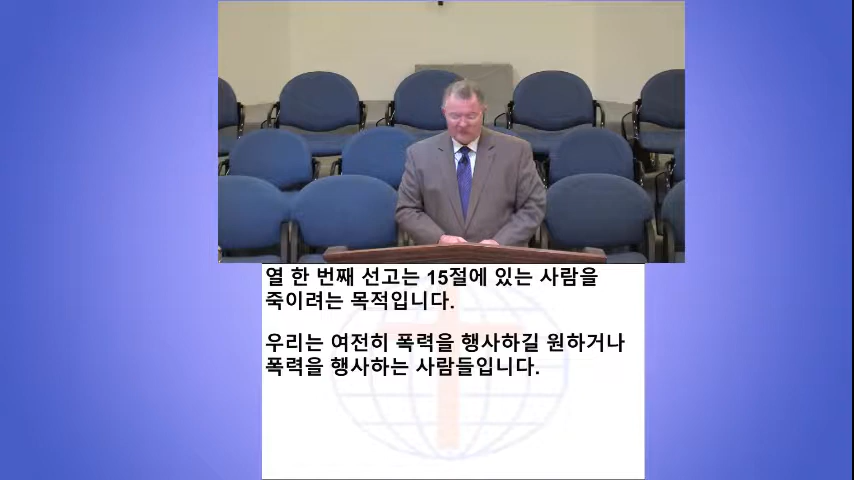 열 한 번째 선고는 15절에 있는 사람을
죽이려는 목적입니다.
우리는 여전히 폭력을 행사하길 원하거나
폭력을 행사하는 사람들입니다.